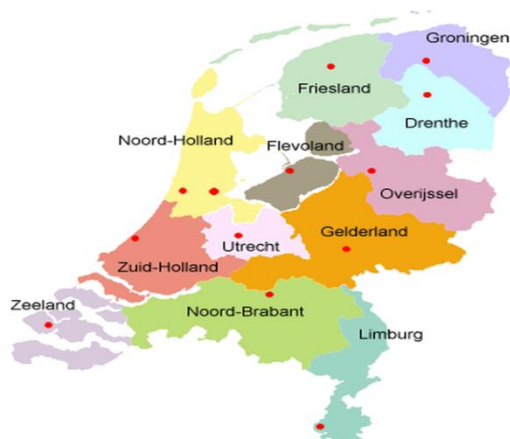 Groningen
Friesland
Drenthe
Noord-Holland
Flevoland
Overijssel
Gelderland
Utrecht
Zuid-Holland
Zeeland
Noord-Brabant
Limburg